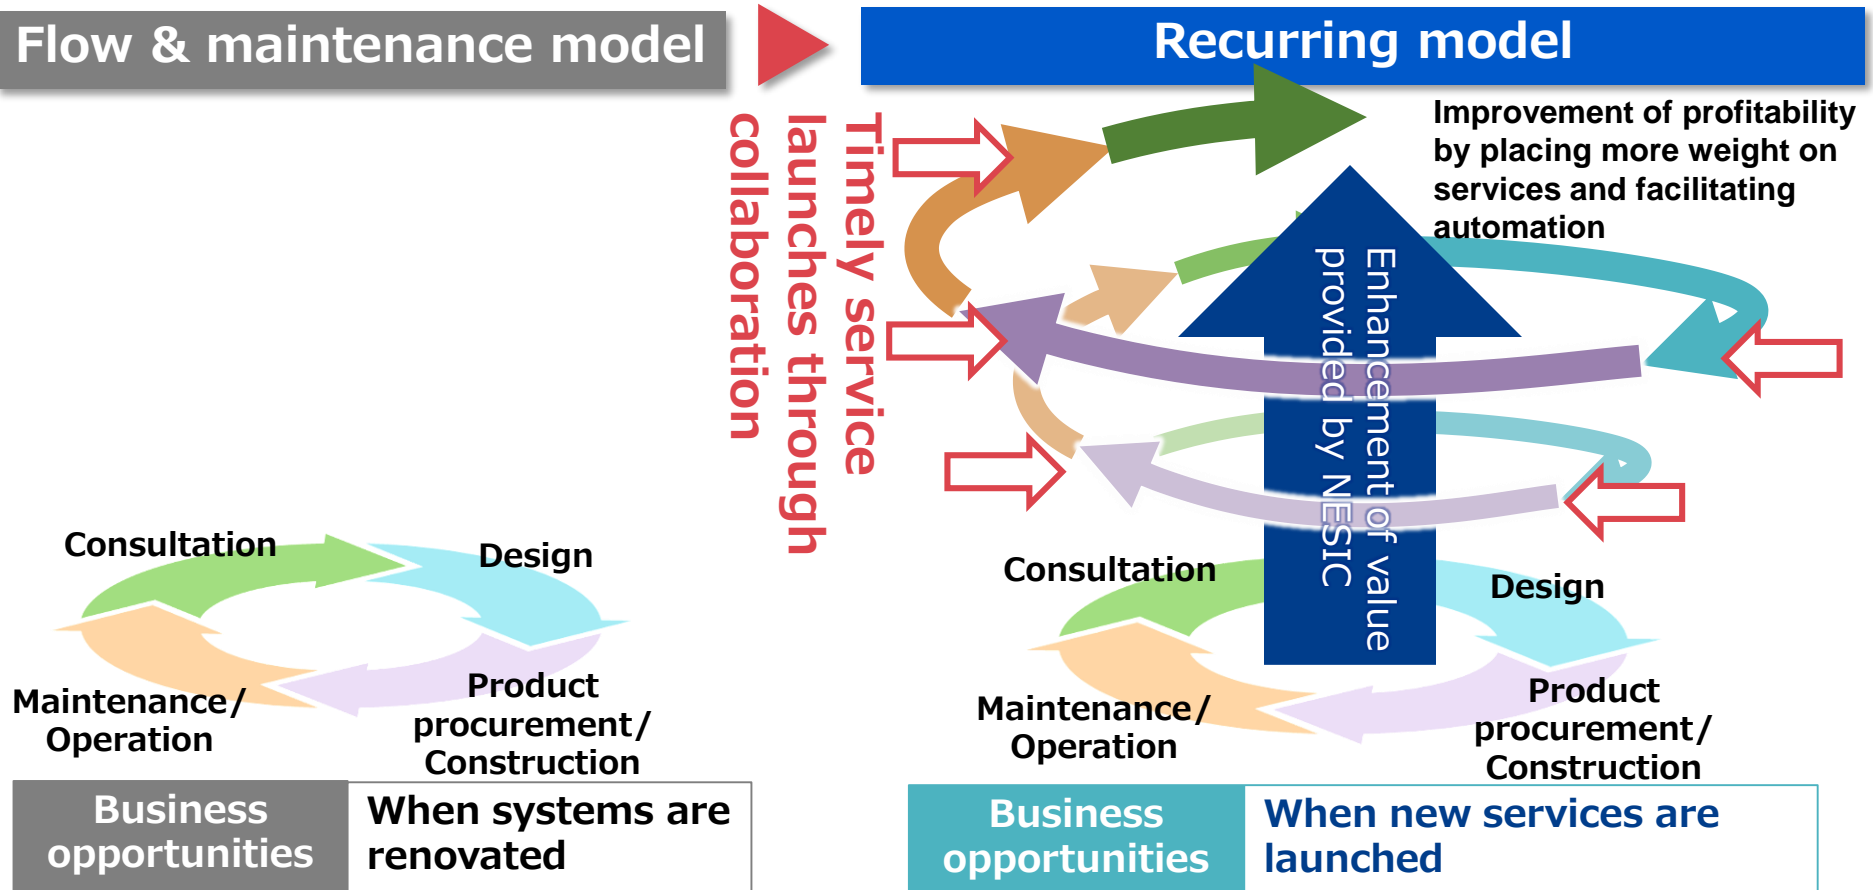 Flow & maintenance model
Recurring model
Timely service
launches through
collaboration
Improvement of profitability
by placing more weight on
services and facilitating
automation
Enhancement of value
provided by NESIC
Consultation
Design
Maintenance/
Operation
Product
procurement/
Construction
Consultation
Design
Maintenance/
Operation
Product
procurement/
Construction
Business
opportunities
When systems are
renovated
Business
opportunities
When new services are
launched